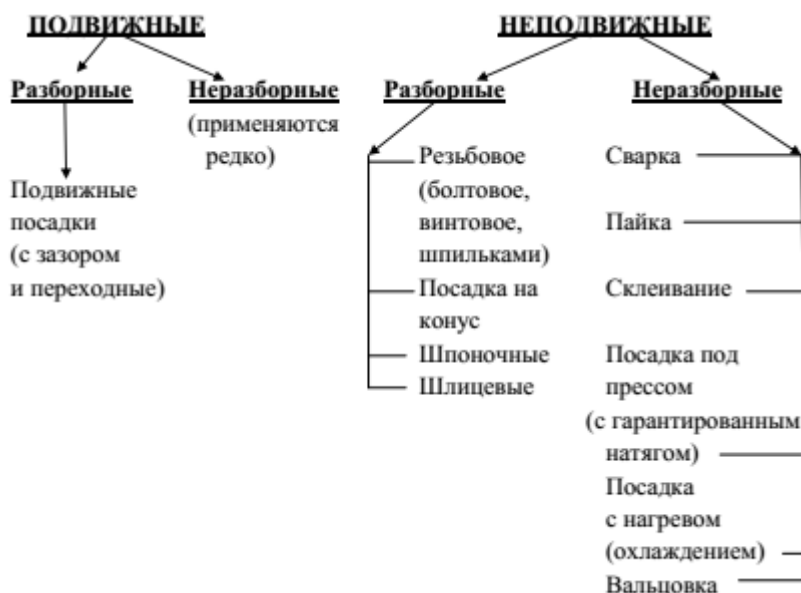 ПОДВИЖНЫЕ
НЕПОДВИЖНЫЕ
Разборные
Неразборные
(применяются
редко)
Подвижные
посадки
(с зазором
и переходные)
Разборные
Неразборные
Резьбовое
(болтовое,
винтовое,
шпильками)
Посадка на
конус
Шпоночные
Шлицевые
Сварка
Пайка
Склеивание
Посадка под
прессом
(с гарантированным
натягом)
Посадка
с нагревом
(охлаждением)
Вальцовка